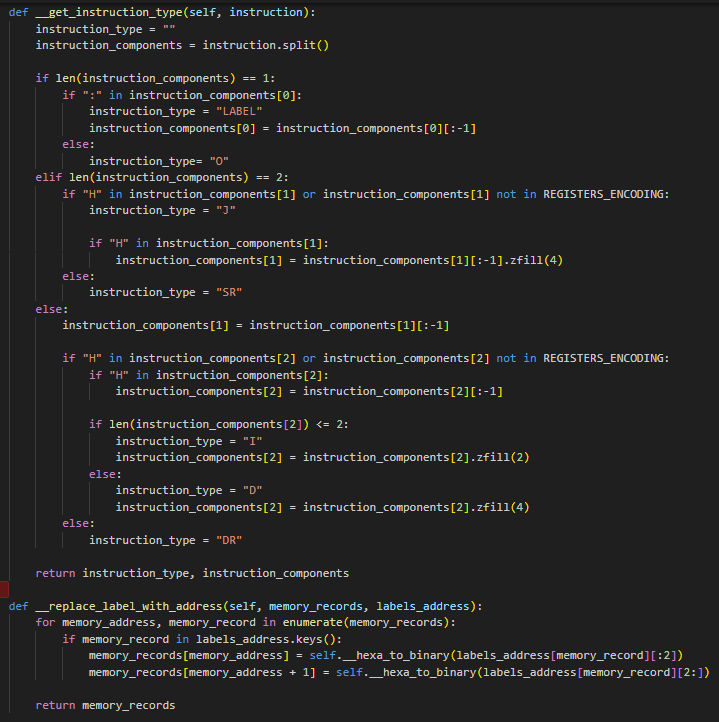 def __get_instruction_type(self, instruction):
    instruction_type = ""
    instruction_components = instruction.split()

    if len(instruction_components) == 1:
        if ":" in instruction_components[0]:
            instruction_type = "LABEL"
            instruction_components[0] = instruction_components[0][:-1]
        else:
            instruction_type= "O"
    elif len(instruction_components) == 2:
        if "H" in instruction_components[1] or instruction_components[1] not in REGISTERS_ENCODING:
            instruction_type = "J"

            if "H" in instruction_components[1]:
                instruction_components[1] = instruction_components[1][:-1].zfill(4)
        else:
            instruction_type = "SR"
    else:
        instruction_components[1] = instruction_components[1][:-1]

        if "H" in instruction_components[2] or instruction_components[2] not in REGISTERS_ENCODING:
            if "H" in instruction_components[2]:
                instruction_components[2] = instruction_components[2][:-1]

            if len(instruction_components[2]) <= 2:
                instruction_type = "I"
                instruction_components[2] = instruction_components[2].zfill(2)
            else:
                instruction_type = "D"
                instruction_components[2] = instruction_components[2].zfill(4)
        else:
            instruction_type = "DR"

    return instruction_type, instruction_components

def __replace_label_with_address(self, memory_records, labels_address):
    for memory_address, memory_record in enumerate(memory_records):
        if memory_record in labels_address.keys():
            memory_records[memory_address] = self.__hexa_to_binary(labels_address[memory_record][:2])
            memory_records[memory_address + 1] = self.__hexa_to_binary(labels_address[memory_record][2:])

    return memory_records